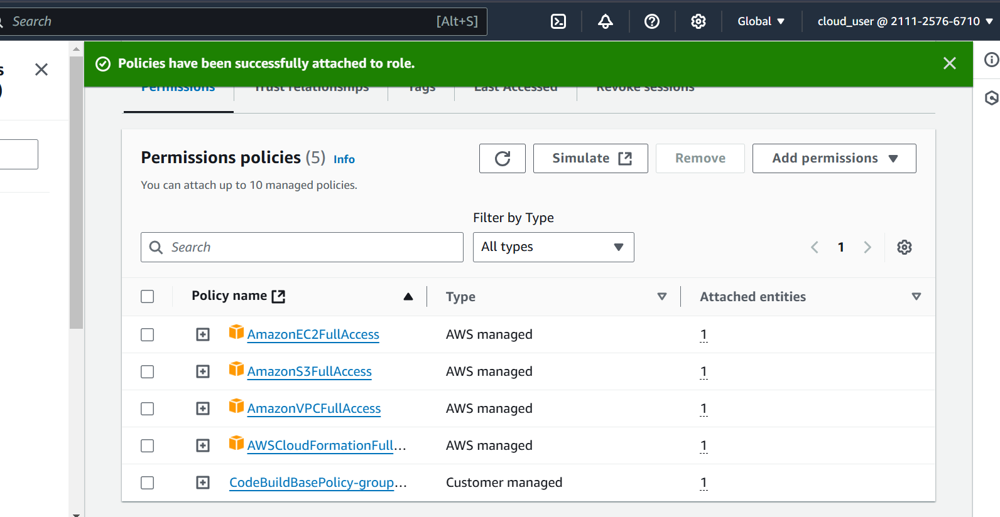 Search [Alt+S] Global cloud_user @ 2111-2576-6710
s
)
Policies have been successfully attached to role.
Permissions Trust relationships Tags Last Accessed Revoke sessions
Permissions policies (5) Info Simulate Remove Add permissions
You can attach up to 10 managed policies.
Filter by Type
Search All types 1
Policy name Type Attached entities
AmazonEC2FullAccess AWS managed 1
AmazonS3FullAccess AWS managed 1
AmazonVPCFullAccess AWS managed 1
AWSCloudFormationFull... AWS managed 1
CodeBuildBasePolicy-group... Customer managed 1